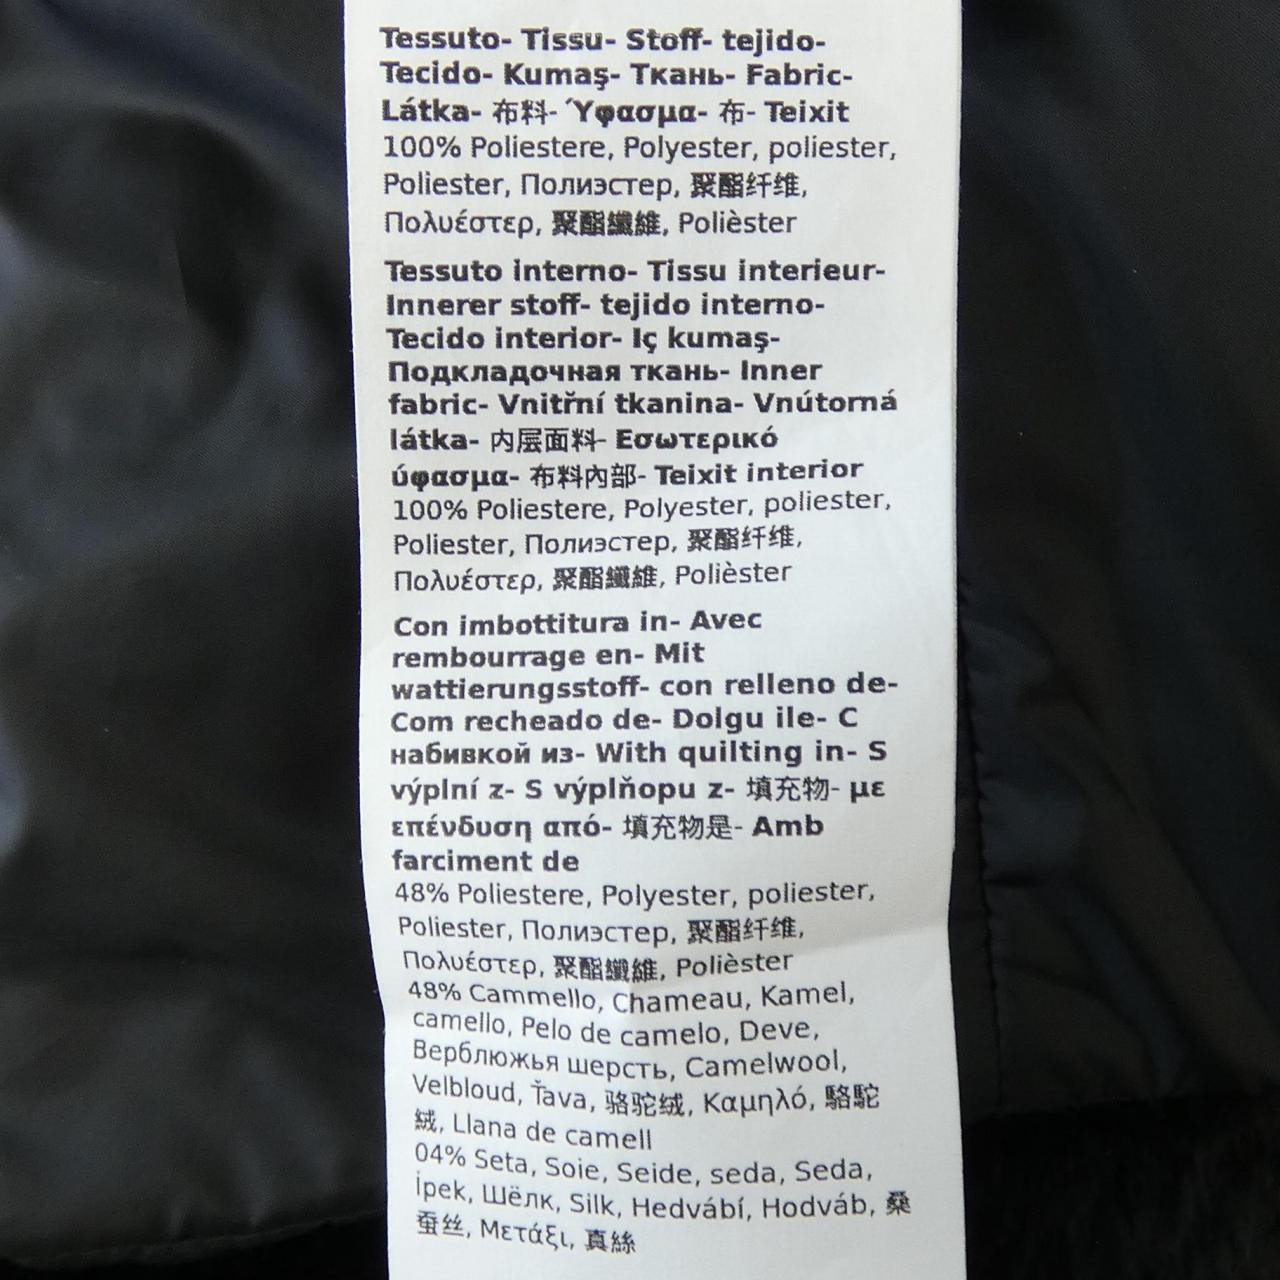 Tessuto- Tissu- Stoff- tejido-
Tecido- Kumaş- Ткань- Fabric-
Látka- 布料- Ύφασμα- 布- Teixit
100% Poliestere, Polyester, poliester,
Poliester, Полиэстер, 聚酯纤维,
Πολυέστερ, 聚酯纖維, Polièster
Tessuto interno- Tissu interieur-
Innerer stoff- tejido interno-
Tecido interior- Iç kumaş-
Подкладочная ткань- Inner
fabric- Vnitřní tkanina- Vnútorná
látka- 内层面料- Εσωτερικό
ύφασμα- 布料內部- Teixit interior
100% Poliestere, Polyester, poliester,
Poliester, Полиэстер, 聚酯纤维,
Πολυέστερ, 聚酯纖維, Polièster
Con imbottitura in- Avec
rembourrage en- Mit
wattierungsstoff- con relleno de-
Com recheado de- Dolgu ile- С
набивкой из- With quilting in- S
výplní z- S výplňopu z- 填充物- με
επένδυση από- 填充物是- Amb
farciment de
48% Poliestere, Polyester, poliester,
Poliester, Полиэстер, 聚酯纤维,
Πολυέστερ, 聚酯纖維, Polièster
48% Cammello, Chameau, Kamel,
camello, Pelo de camelo, Deve,
Верблюжья шерсть, Camelwool,
Velbloud, Ťava, 骆驼绒, Καμηλό, 駱駝
絨, Llana de camell
04% Seta, Soie, Seide, seda, Seda,
İpek, Шёлк, Silk, Hedvábí, Hodváb, 桑
蚕丝, Μετάξι, 真絲